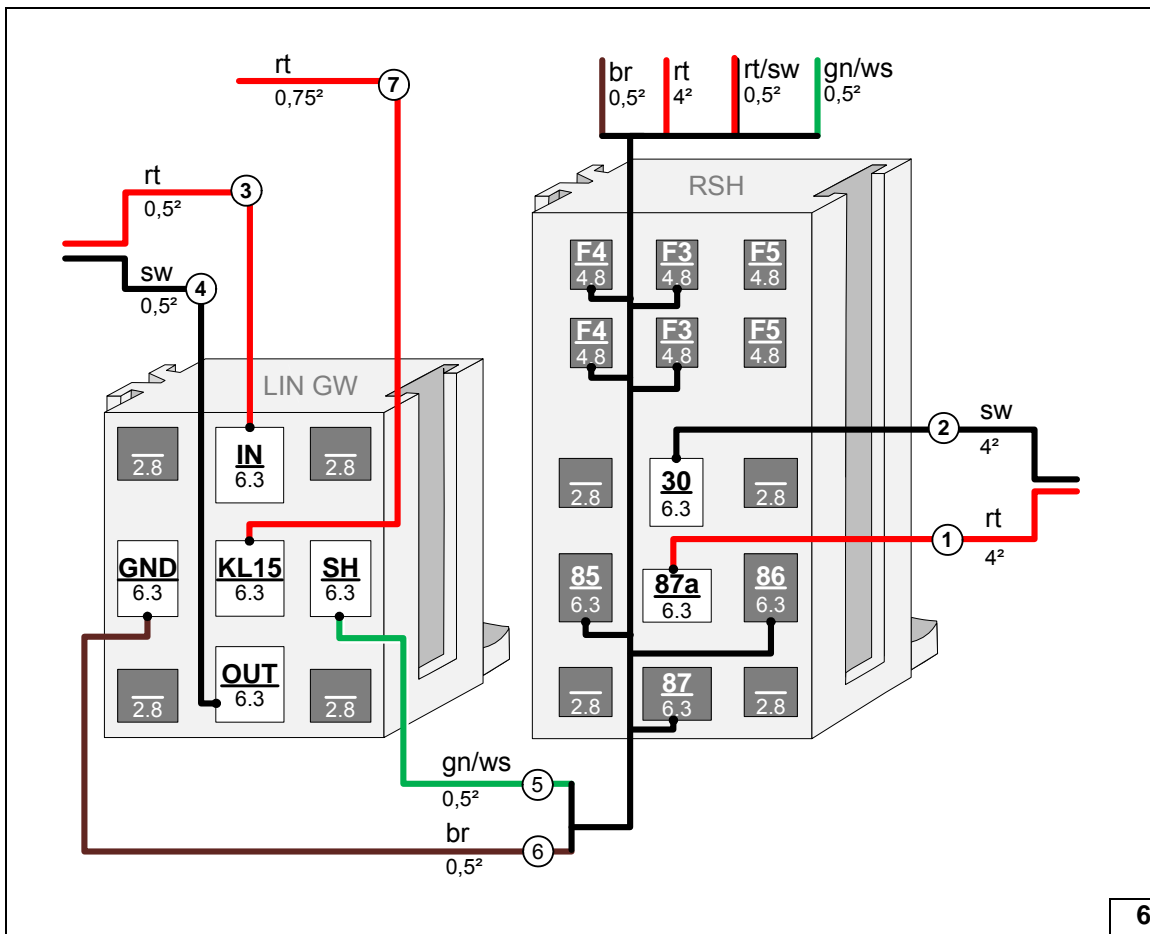 rt
0,75²
7
br
0,5²
rt
4²
rt/sw
0,5²
gn/ws
0,5²
rt
0,5²
3
sw
0,5²
4
RSH
F4
4.8
F3
4.8
F5
4.8
F4
4.8
F3
4.8
F5
4.8
LIN GW
2.8
IN
6.3
2.8
2
sw
4²
2.8
30
6.3
2.8
1
rt
4²
GND
6.3
KL15
6.3
SH
6.3
85
6.3
87a
6.3
86
6.3
2.8
OUT
6.3
2.8
2.8
87
6.3
2.8
gn/ws
0,5²
5
br
0,5²
6
6